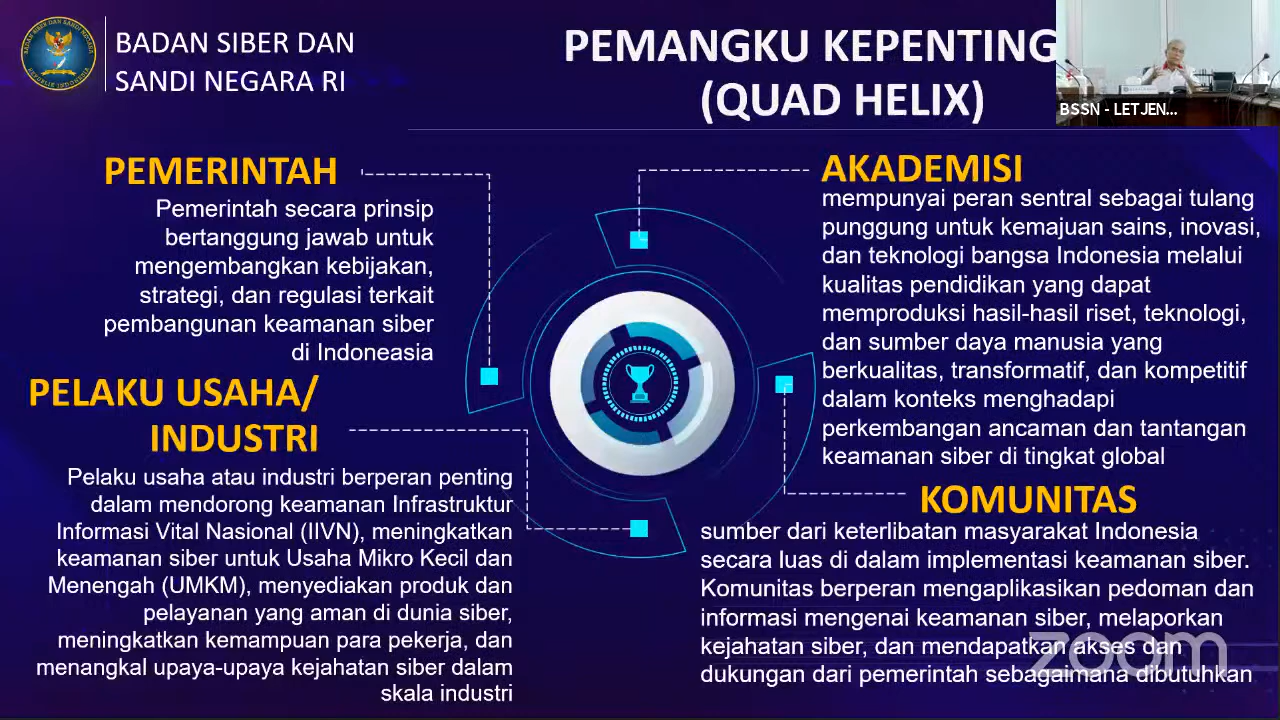 BADAN SIBER DAN
SANDI NEGARA RI
PEMANGKU KEPENTING
(QUAD HELIX)
BSSN - LETJEN...
PEMERINTAH
Pemerintah secara prinsip
bertanggung jawab untuk
mengembangkan kebijakan,
strategi, dan regulasi terkait
pembangunan keamanan siber
di Indoneasia
AKADEMISI
mempunyai peran sentral sebagai tulang
punggung untuk kemajuan sains, inovasi,
dan teknologi bangsa Indonesia melalui
kualitas pendidikan yang dapat
memproduksi hasil-hasil riset, teknologi,
dan sumber daya manusia yang
berkualitas, transformatif, dan kompetitif
dalam konteks menghadapi
perkembangan ancaman dan tantangan
keamanan siber di tingkat global
PELAKU USAHA/
INDUSTRI
Pelaku usaha atau industri berperan penting
dalam mendorong keamanan Infrastruktur
Informasi Vital Nasional (IIVN), meningkatkan
keamanan siber untuk Usaha Mikro Kecil dan
Menengah (UMKM), menyediakan produk dan
pelayanan yang aman di dunia siber,
meningkatkan kemampuan para pekerja, dan
menangkal upaya-upaya kejahatan siber dalam
skala industri
KOMUNITAS
sumber dari keterlibatan masyarakat Indonesia
secara luas di dalam implementasi keamanan siber.
Komunitas berperan mengaplikasikan pedoman dan
informasi mengenai keamanan siber, melaporkan
kejahatan siber, dan mendapatkan akses dan
dukungan dari pemerintah sebagaimana dibutuhkan
zoom